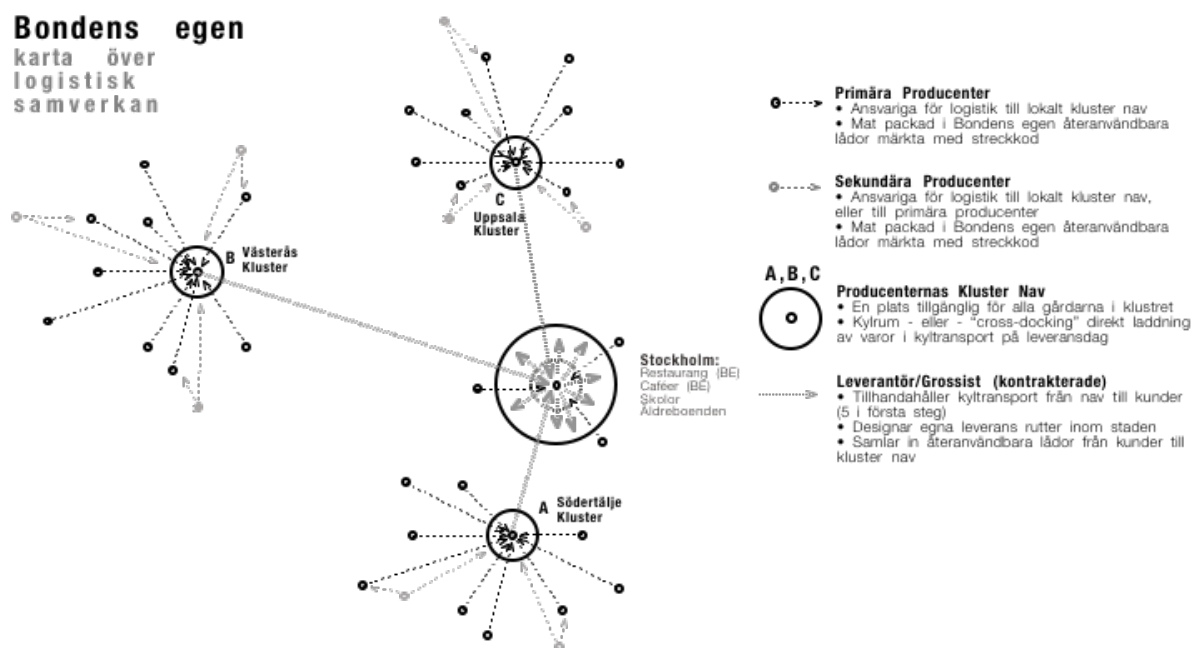 Bondens egen
karta över
logistisk
samverkan
C
Uppsala
Kluster
B Västerås
Kluster
Stockholm:
Restaurang (BE)
Caféer (BE)
Skolor
Äldreboenden
A Södertälje
Kluster
Primära Producenter
• Ansvariga för logistik till lokalt kluster nav
• Mat packad i Bondens egen återanvändbara
lådor märkta med streckkod
Sekundära Producenter
• Ansvariga för logistik till lokalt kluster nav,
eller till primära producenter
• Mat packad i Bondens egen återanvändbara
lådor märkta med streckkod
A,B,C
Producenternas Kluster Nav
• En plats tillgänglig för alla gårdarna i klustret
• Kylrum - eller - “cross-docking” direkt laddning
av varor i kyltransport på leveransdag
Leverantör/Grossist (kontrakterade)
• Tillhandahåller kyltransport från nav till kunder
(5 i första steg)
• Designar egna leverans rutter inom staden
• Samlar in återanvändbara lådor från kunder till
kluster nav